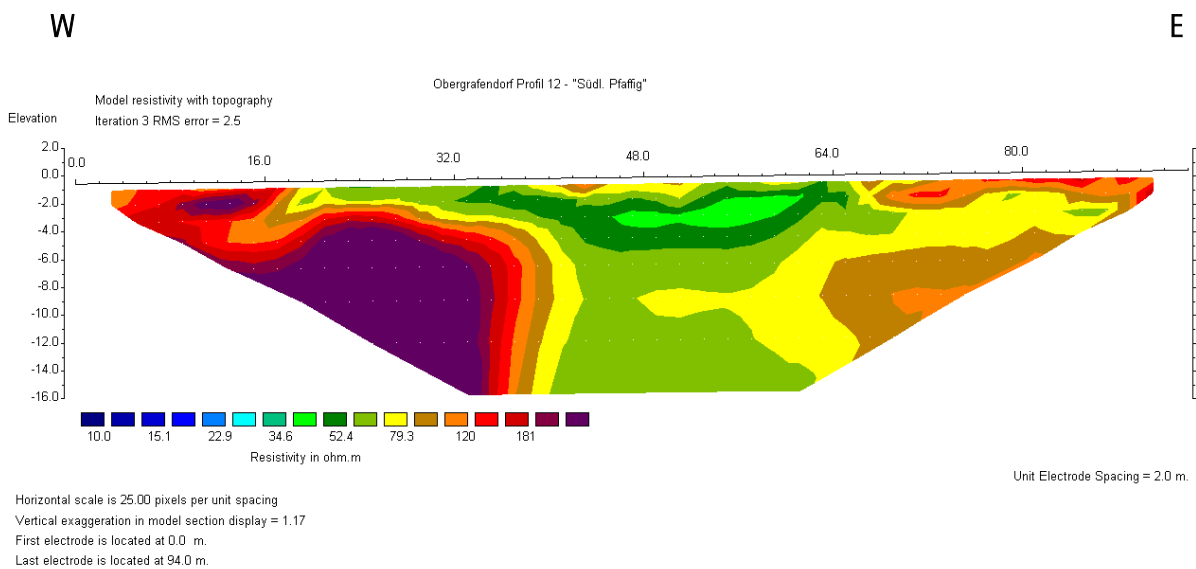 W E
Obergrafendorf Profil 12 - "Südl. Pfaffig"
Model resistivity with topography
Iteration 3 RMS error = 2.5
Elevation
0.0 16.0 32.0 48.0 64.0 80.0
2.0
0.0
-2.0
-4.0
-6.0
-8.0
-10.0
-12.0
-14.0
-16.0
10.0 15.1 22.9 34.6 52.4 79.3 120 181
Resistivity in ohm.m
Unit Electrode Spacing = 2.0 m.
Horizontal scale is 25.00 pixels per unit spacing
Vertical exaggeration in model section display = 1.17
First electrode is located at 0.0 m.
Last electrode is located at 94.0 m.